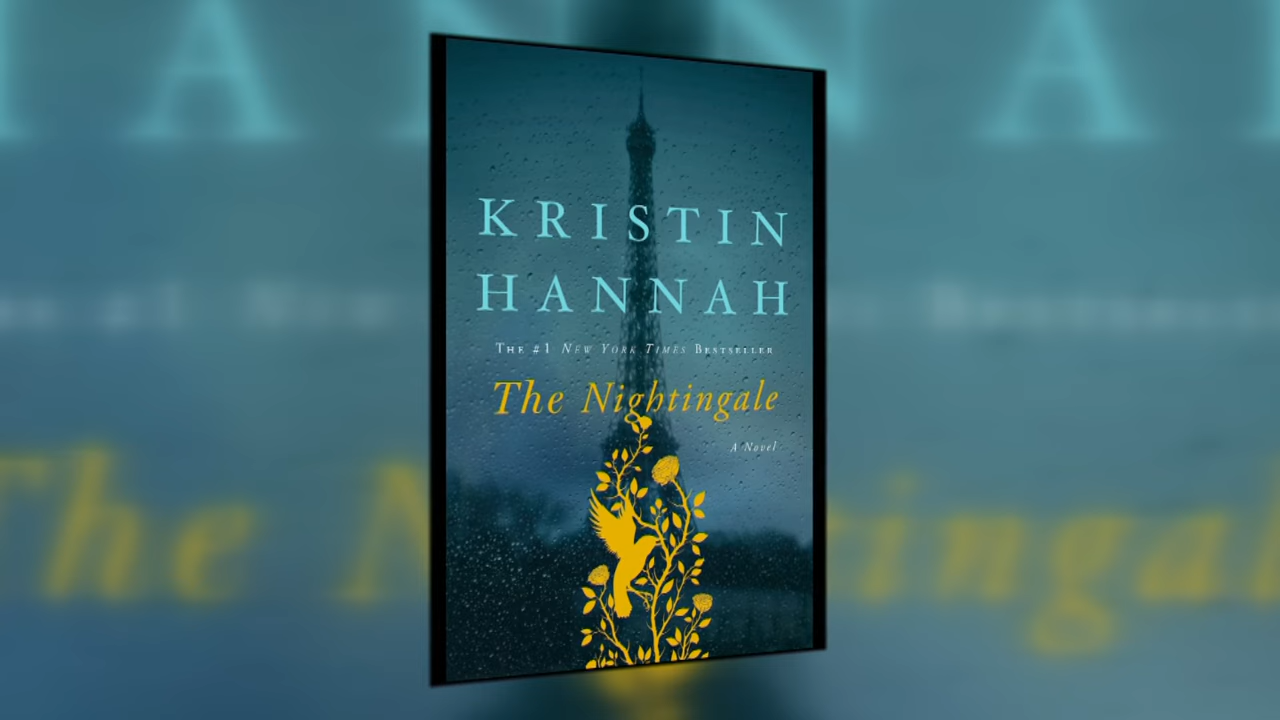 KRISTIN
HANNAH
THE #1 NEW YORK TIMES BESTSELLER
The Nightingale
A Novel